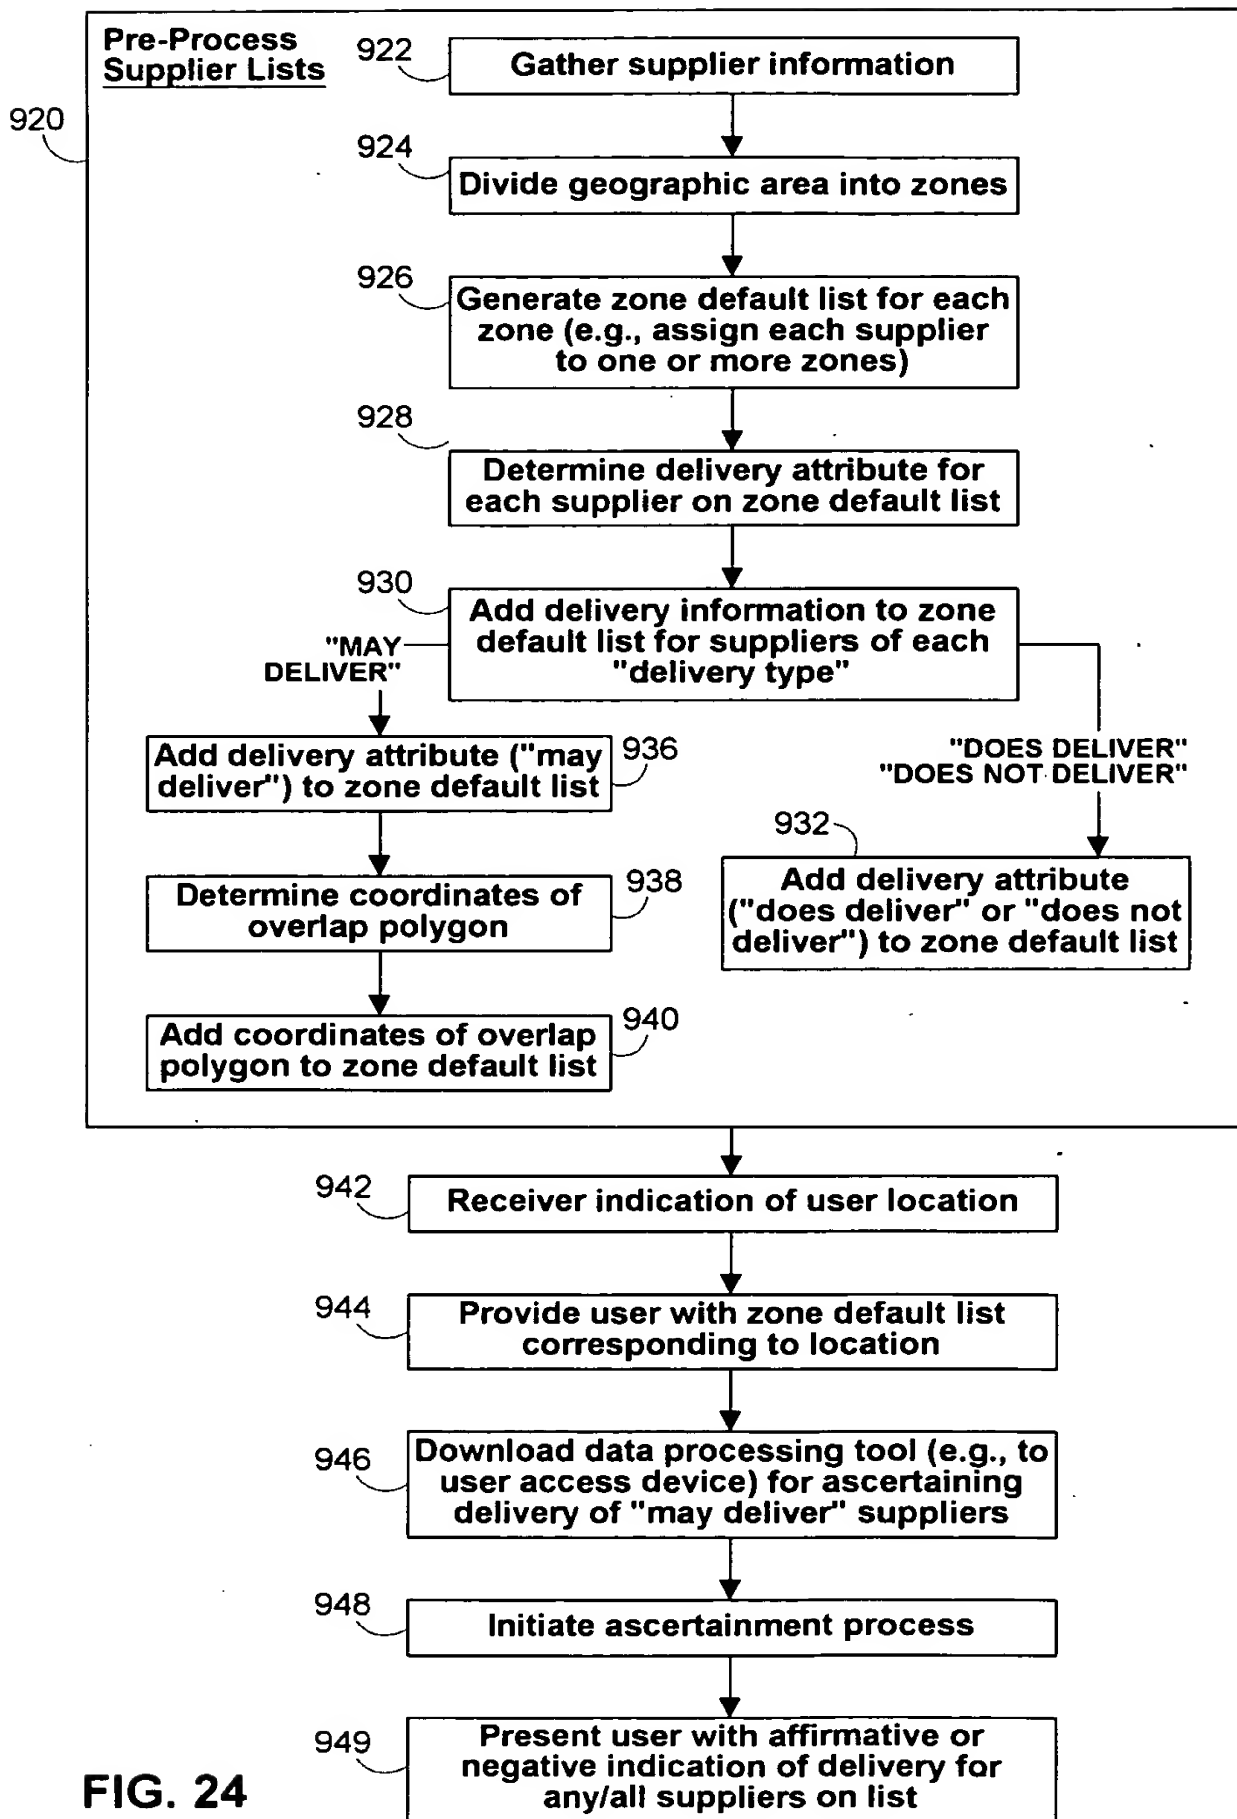 Pre-Process
Supplier Lists
920
922
Gather supplier information
924
Divide geographic area into zones
926
Generate zone default list for each
zone (e.g., assign each supplier
to one or more zones)
928
Determine delivery attribute for
each supplier on zone default list
930
Add delivery information to zone
default list for suppliers of each
"delivery type"
"MAY
DELIVER"
Add delivery attribute ("may
deliver") to zone default list
936
"DOES DELIVER"
"DOES NOT DELIVER"
932
Add delivery attribute
("does deliver" or "does not
deliver") to zone default list
Determine coordinates of
overlap polygon
938
Add coordinates of overlap
polygon to zone default list
940
942
Receiver indication of user location
944
Provide user with zone default list
corresponding to location
946
Download data processing tool (e.g., to
user access device) for ascertaining
delivery of "may deliver" suppliers
948
Initiate ascertainment process
949
Present user with affirmative or
negative indication of delivery for
any/all suppliers on list
FIG. 24